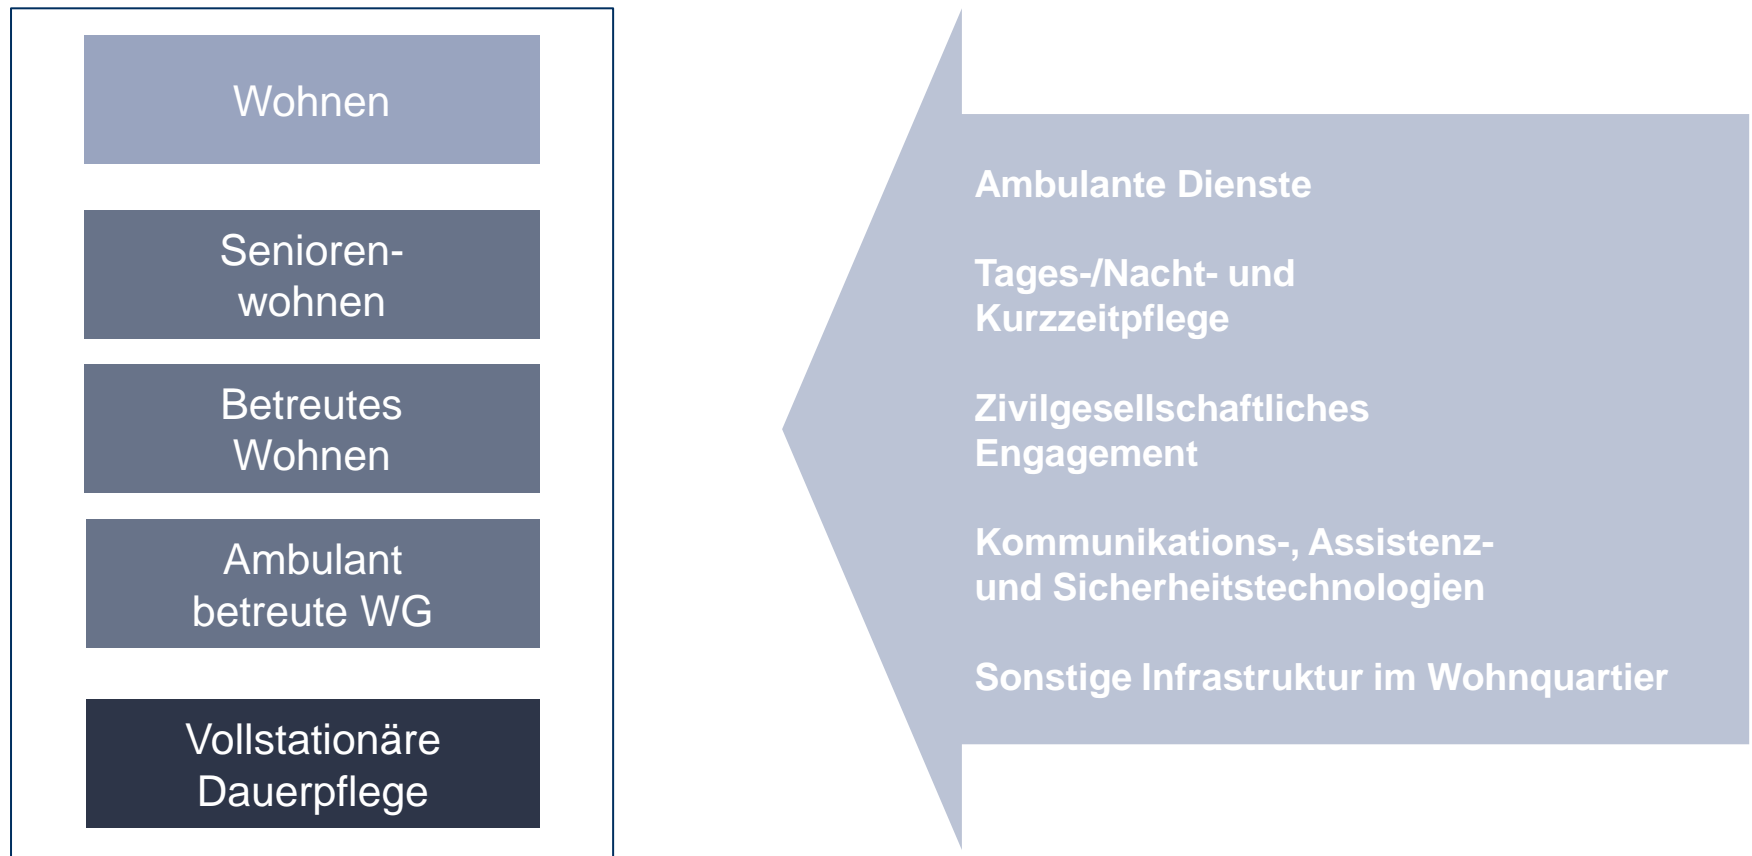 Wohnen
Senioren-
wohnen
Betreutes
Wohnen
Ambulant
betreute WG
Vollstationäre
Dauerpflege
Ambulante Dienste
Tages-/Nacht- und
Kurzzeitpflege
Zivilgesellschaftliches
Engagement
Kommunikations-, Assistenz-
und Sicherheitstechnologien
Sonstige Infrastruktur im Wohnquartier